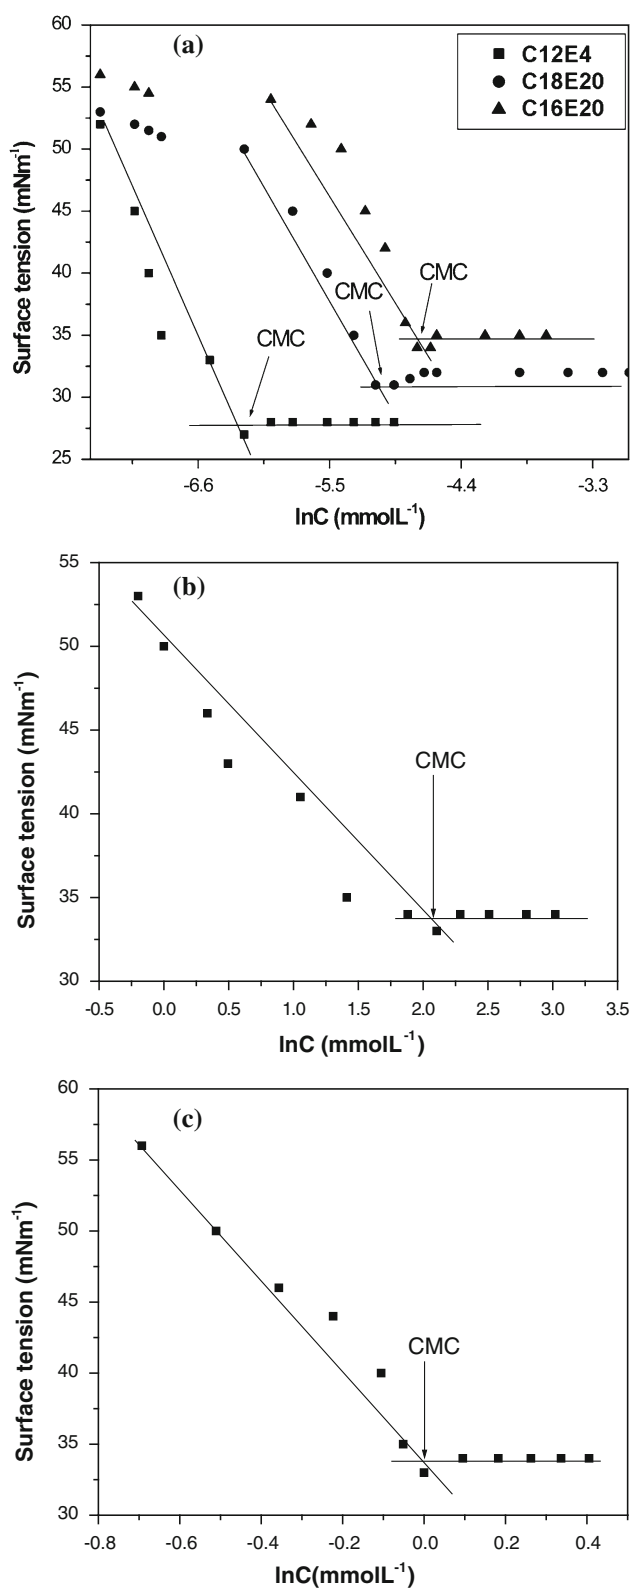 (a)
C12E4
C18E20
C16E20
60
55
50
45
40
35
30
25
Surface tension (mNm-1)
CMC
CMC
CMC
-6.6
-5.5
-4.4
-3.3
lnC (mmolL-1)
(b)
55
50
45
40
35
30
Surface tension (mNm-1)
CMC
-0.5
0.0
0.5
1.0
1.5
2.0
2.5
3.0
3.5
lnC (mmolL-1)
(c)
60
55
50
45
40
35
30
Surface tension (mNm-1)
CMC
-0.8
-0.6
-0.4
-0.2
0.0
0.2
0.4
lnC(mmolL-1)